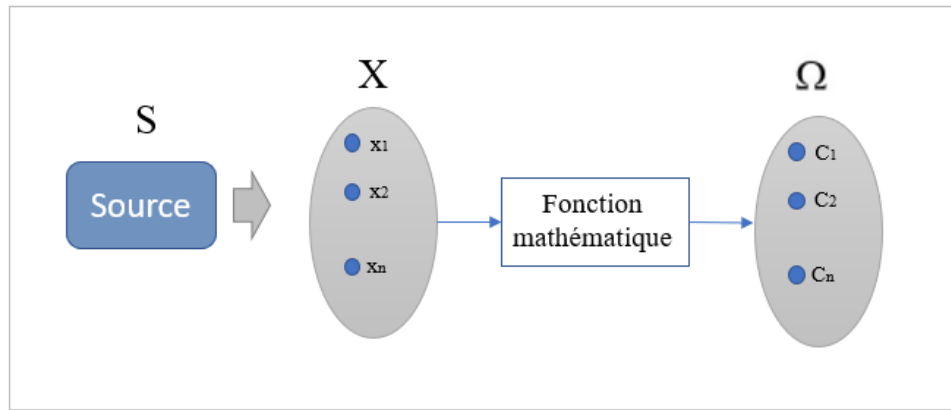 S
Source
X
x1
x2
xn
Fonction
mathématique
Ω
C1
C2
Cn